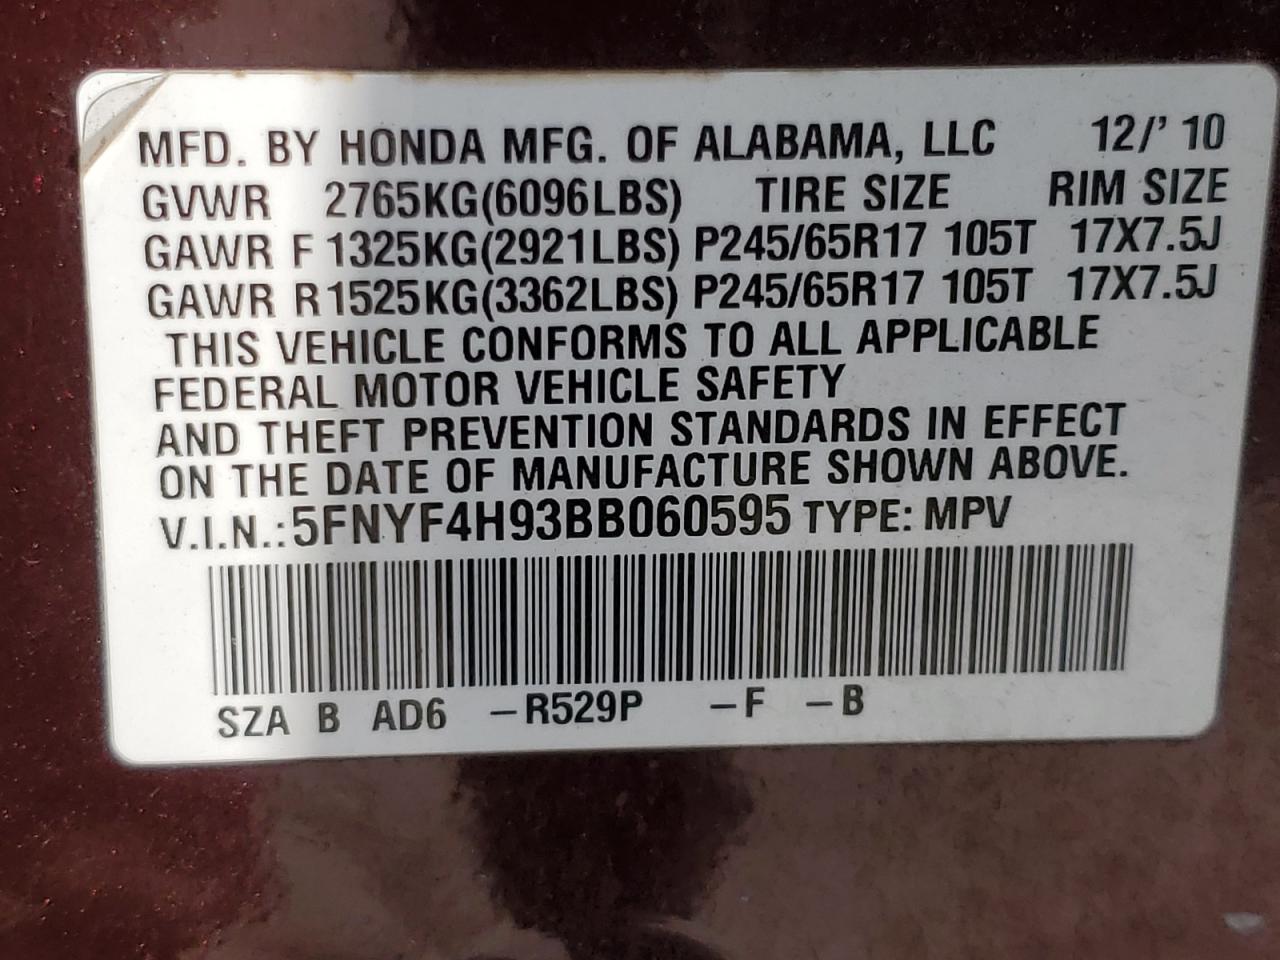 MFD. BY HONDA MFG. OF ALABAMA, LLC 12/' 10
GVWR 2765KG(6096LBS) TIRE SIZE RIM SIZE
GAWR F 1325KG(2921LBS) P245/65R17 105T 17X7.5J
GAWR R 1525KG(3362LBS) P245/65R17 105T 17X7.5J
THIS VEHICLE CONFORMS TO ALL APPLICABLE
FEDERAL MOTOR VEHICLE SAFETY
AND THEFT PREVENTION STANDARDS IN EFFECT
ON THE DATE OF MANUFACTURE SHOWN ABOVE.
V.I.N.: 5FNYF4H93BB060595 TYPE: MPV
SZA B AD6 –R529P –F –B